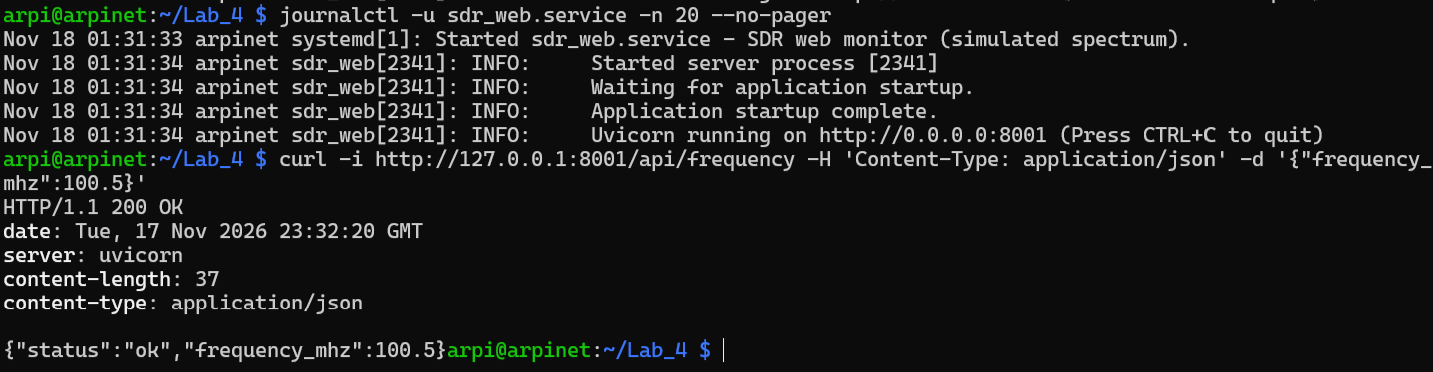 arpi@arpinet:~/Lab_4 $ journalctl -u sdr_web.service -n 20 --no-pager
Nov 18 01:31:33 arpinet systemd[1]: Started sdr_web.service - SDR web monitor (simulated spectrum).
Nov 18 01:31:34 arpinet sdr_web[2341]: INFO:     Started server process [2341]
Nov 18 01:31:34 arpinet sdr_web[2341]: INFO:     Waiting for application startup.
Nov 18 01:31:34 arpinet sdr_web[2341]: INFO:     Application startup complete.
Nov 18 01:31:34 arpinet sdr_web[2341]: INFO:     Uvicorn running on http://0.0.0.0:8001 (Press CTRL+C to quit)
arpi@arpinet:~/Lab_4 $ curl -i http://127.0.0.1:8001/api/frequency -H 'Content-Type: application/json' -d '{"frequency_
mhz":100.5}'
HTTP/1.1 200 OK
date: Tue, 17 Nov 2026 23:32:20 GMT
server: uvicorn
content-length: 37
content-type: application/json

{"status":"ok","frequency_mhz":100.5}arpi@arpinet:~/Lab_4 $